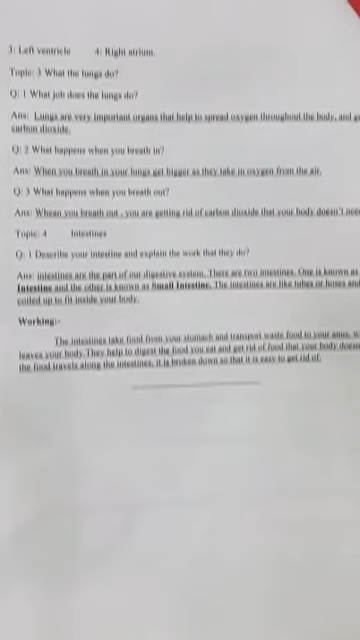 3: Left ventricle 4: Right atrium.
Topic: 3 What the lungs do?
Q: 1 What job does the lungs do?
Ans: Lungs are very important organs that help to spread oxygen throughout the body, and
carbon dioxide.
Q: 2 What happens when you breath in?
Ans: When you breath in your lungs get bigger as they take in oxygen from the air.
Q: 3 What happens when you breath out?
Ans: Whean you breath out , you are getting rid of carbon dioxide that your body doesn't
Topic: 4 Intestines
Q: 1 Describe your intestine and explain the work that they do?
Ans: intestines are the part of our digestive system. There are two intestines. One is known as
Intestine and the other is known as Small Intestine. The intestines are like tubes or hoses and
coiled up to fit inside your body.
Working:-
The intestines take food from your stomach and transport waste food to your anus,
leaves your body. They help to digest the food you eat and get rid of food that your body
the food travels along the intestines, it is broken down so that it is easy to get rid of.